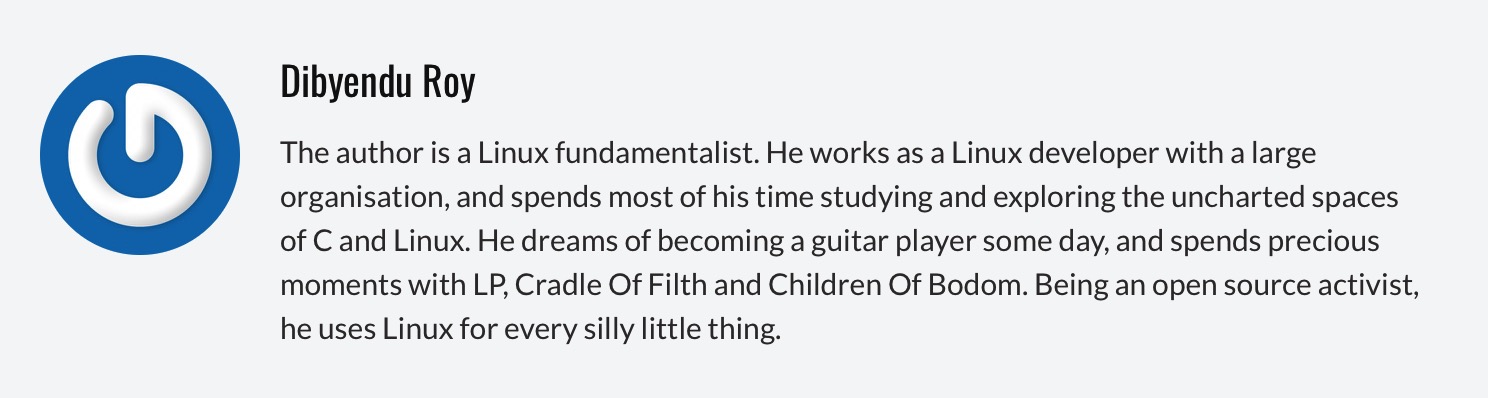 Dibyendu Roy
The author is a Linux fundamentalist. He works as a Linux developer with a large
organisation, and spends most of his time studying and exploring the uncharted spaces
of C and Linux. He dreams of becoming a guitar player some day, and spends precious
moments with LP, Cradle Of Filth and Children Of Bodom. Being an open source activist,
he uses Linux for every silly little thing.